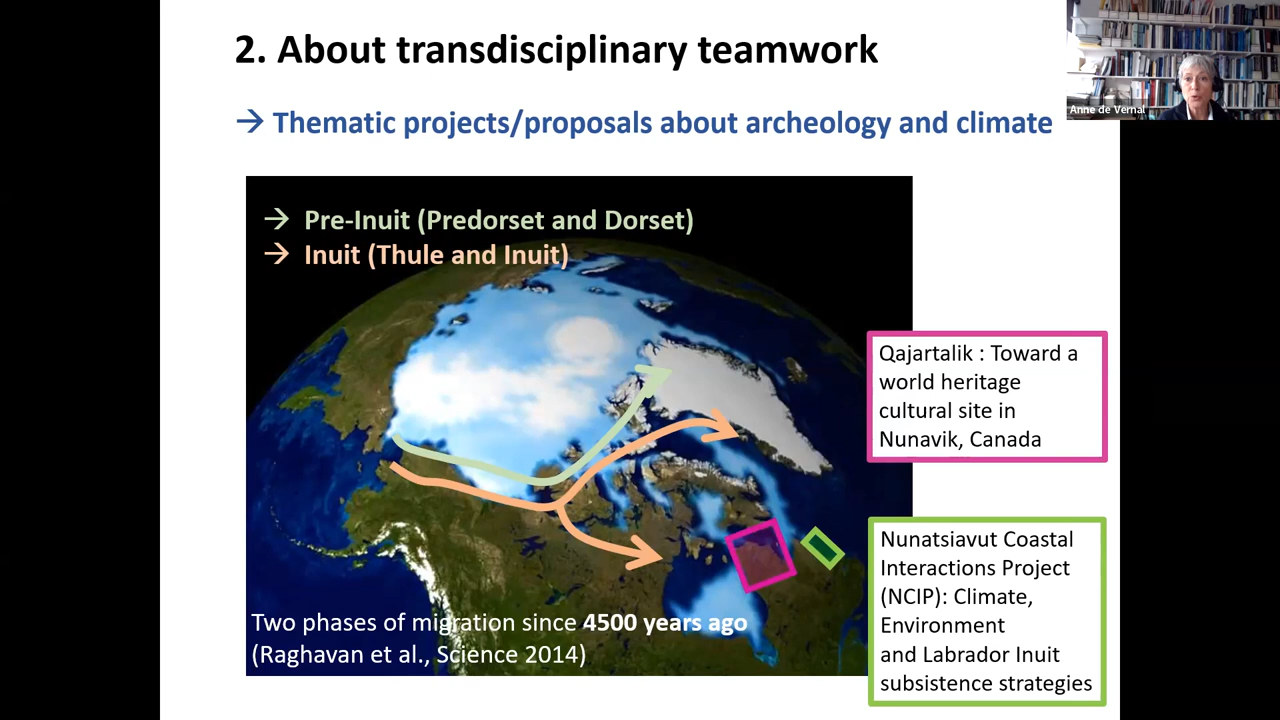 2. About transdisciplinary teamwork
→ Thematic projects/proposals about archeology and climate
Anne de Vernal
→ Pre-Inuit (Predorset and Dorset)
→ Inuit (Thule and Inuit)
Qajartalik : Toward a
world heritage
cultural site in
Nunavik, Canada
Nunatsiavut Coastal
Interactions Project
(NCIP): Climate,
Environment
and Labrador Inuit
subsistence strategies
Two phases of migration since 4500 years ago
(Raghavan et al., Science 2014)